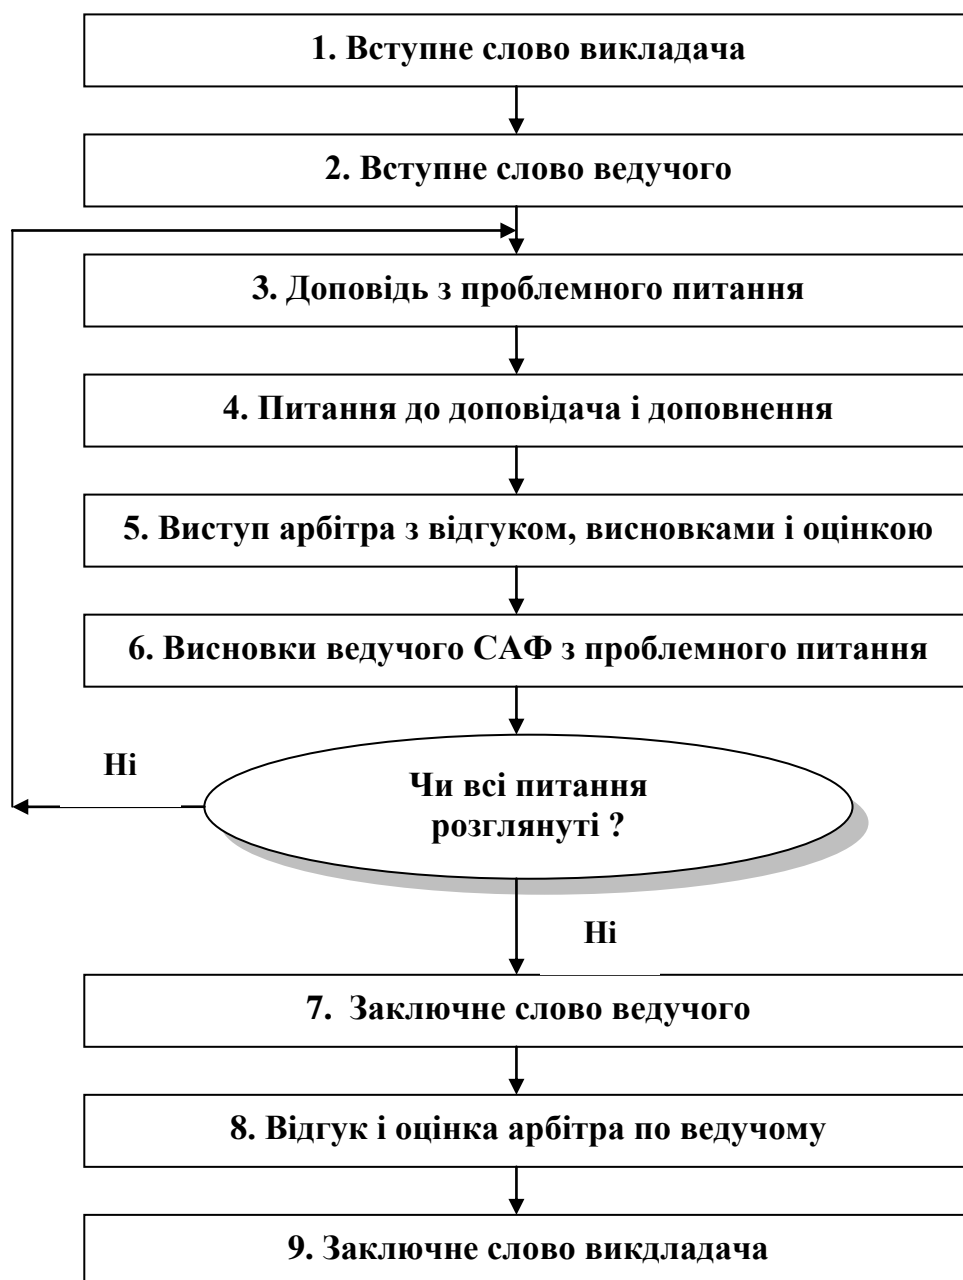 1. Вступне слово викладача
2. Вступне слово ведучого
3. Доповідь з проблемного питання
4. Питання до доповідача і доповнення
5. Виступ арбітра з відгуком, висновками і оцінкою
6. Висновки ведучого САФ з проблемного питання
Ні
Чи всі питання
розглянуті ?
Ні
7. Заключне слово ведучого
8. Відгук і оцінка арбітра по ведучому
9. Заключне слово викдладача